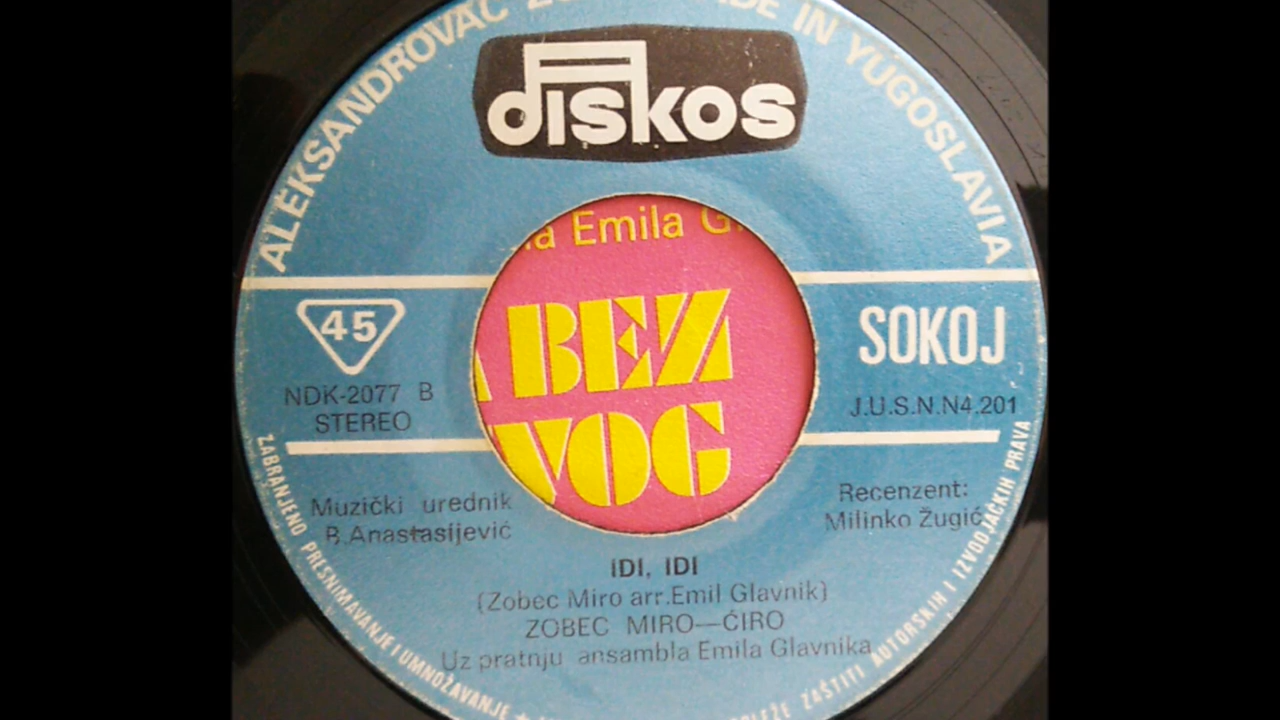 ALEKSANDROVAC
IN YUGOSLAVIA
diskos
Emila
BEZ
VOG
45
SOKOJ
NDK-2077 B
STEREO
J.U.S.N.N4.201
Muzički urednik
B.Anastasijević
Recenzent:
Milinko Žugić
IDI, IDI
(Zobec Miro arr.Emil Glavnik)
ZOBEC MIRO—ĆIRO
Uz pratnju ansambla Emila Glavnika
ZABRANJENO PRESNIMAVANJE I UMNOŽAVANJE ★
ZAŠTITI AUTORSKIH I IZVOĐAČKIH PRAVA